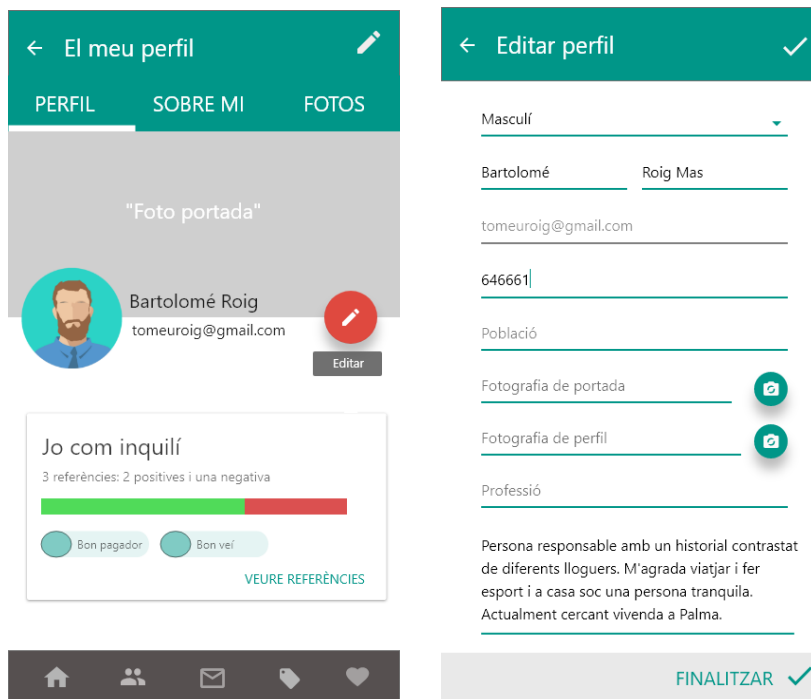 El meu perfil
PERFIL SOBRE MI FOTOS
"Foto portada"
Bartolomé Roig
tomeuroig@gmail.com
Editar
Jo com inquilí
3 referències: 2 positives i una negativa
Bon pagador Bon veí
VEURE REFERÈNCIES
Editar perfil
Masculí
Bartolomé Roig Mas
tomeuroig@gmail.com
646661
Població
Fotografia de portada
Fotografia de perfil
Professió
Persona responsable amb un historial contrastat
de diferents lloguers. M'agrada viatjar i fer
esport i a casa soc una persona tranquila.
Actualment cercant vivenda a Palma.
FINALITZAR